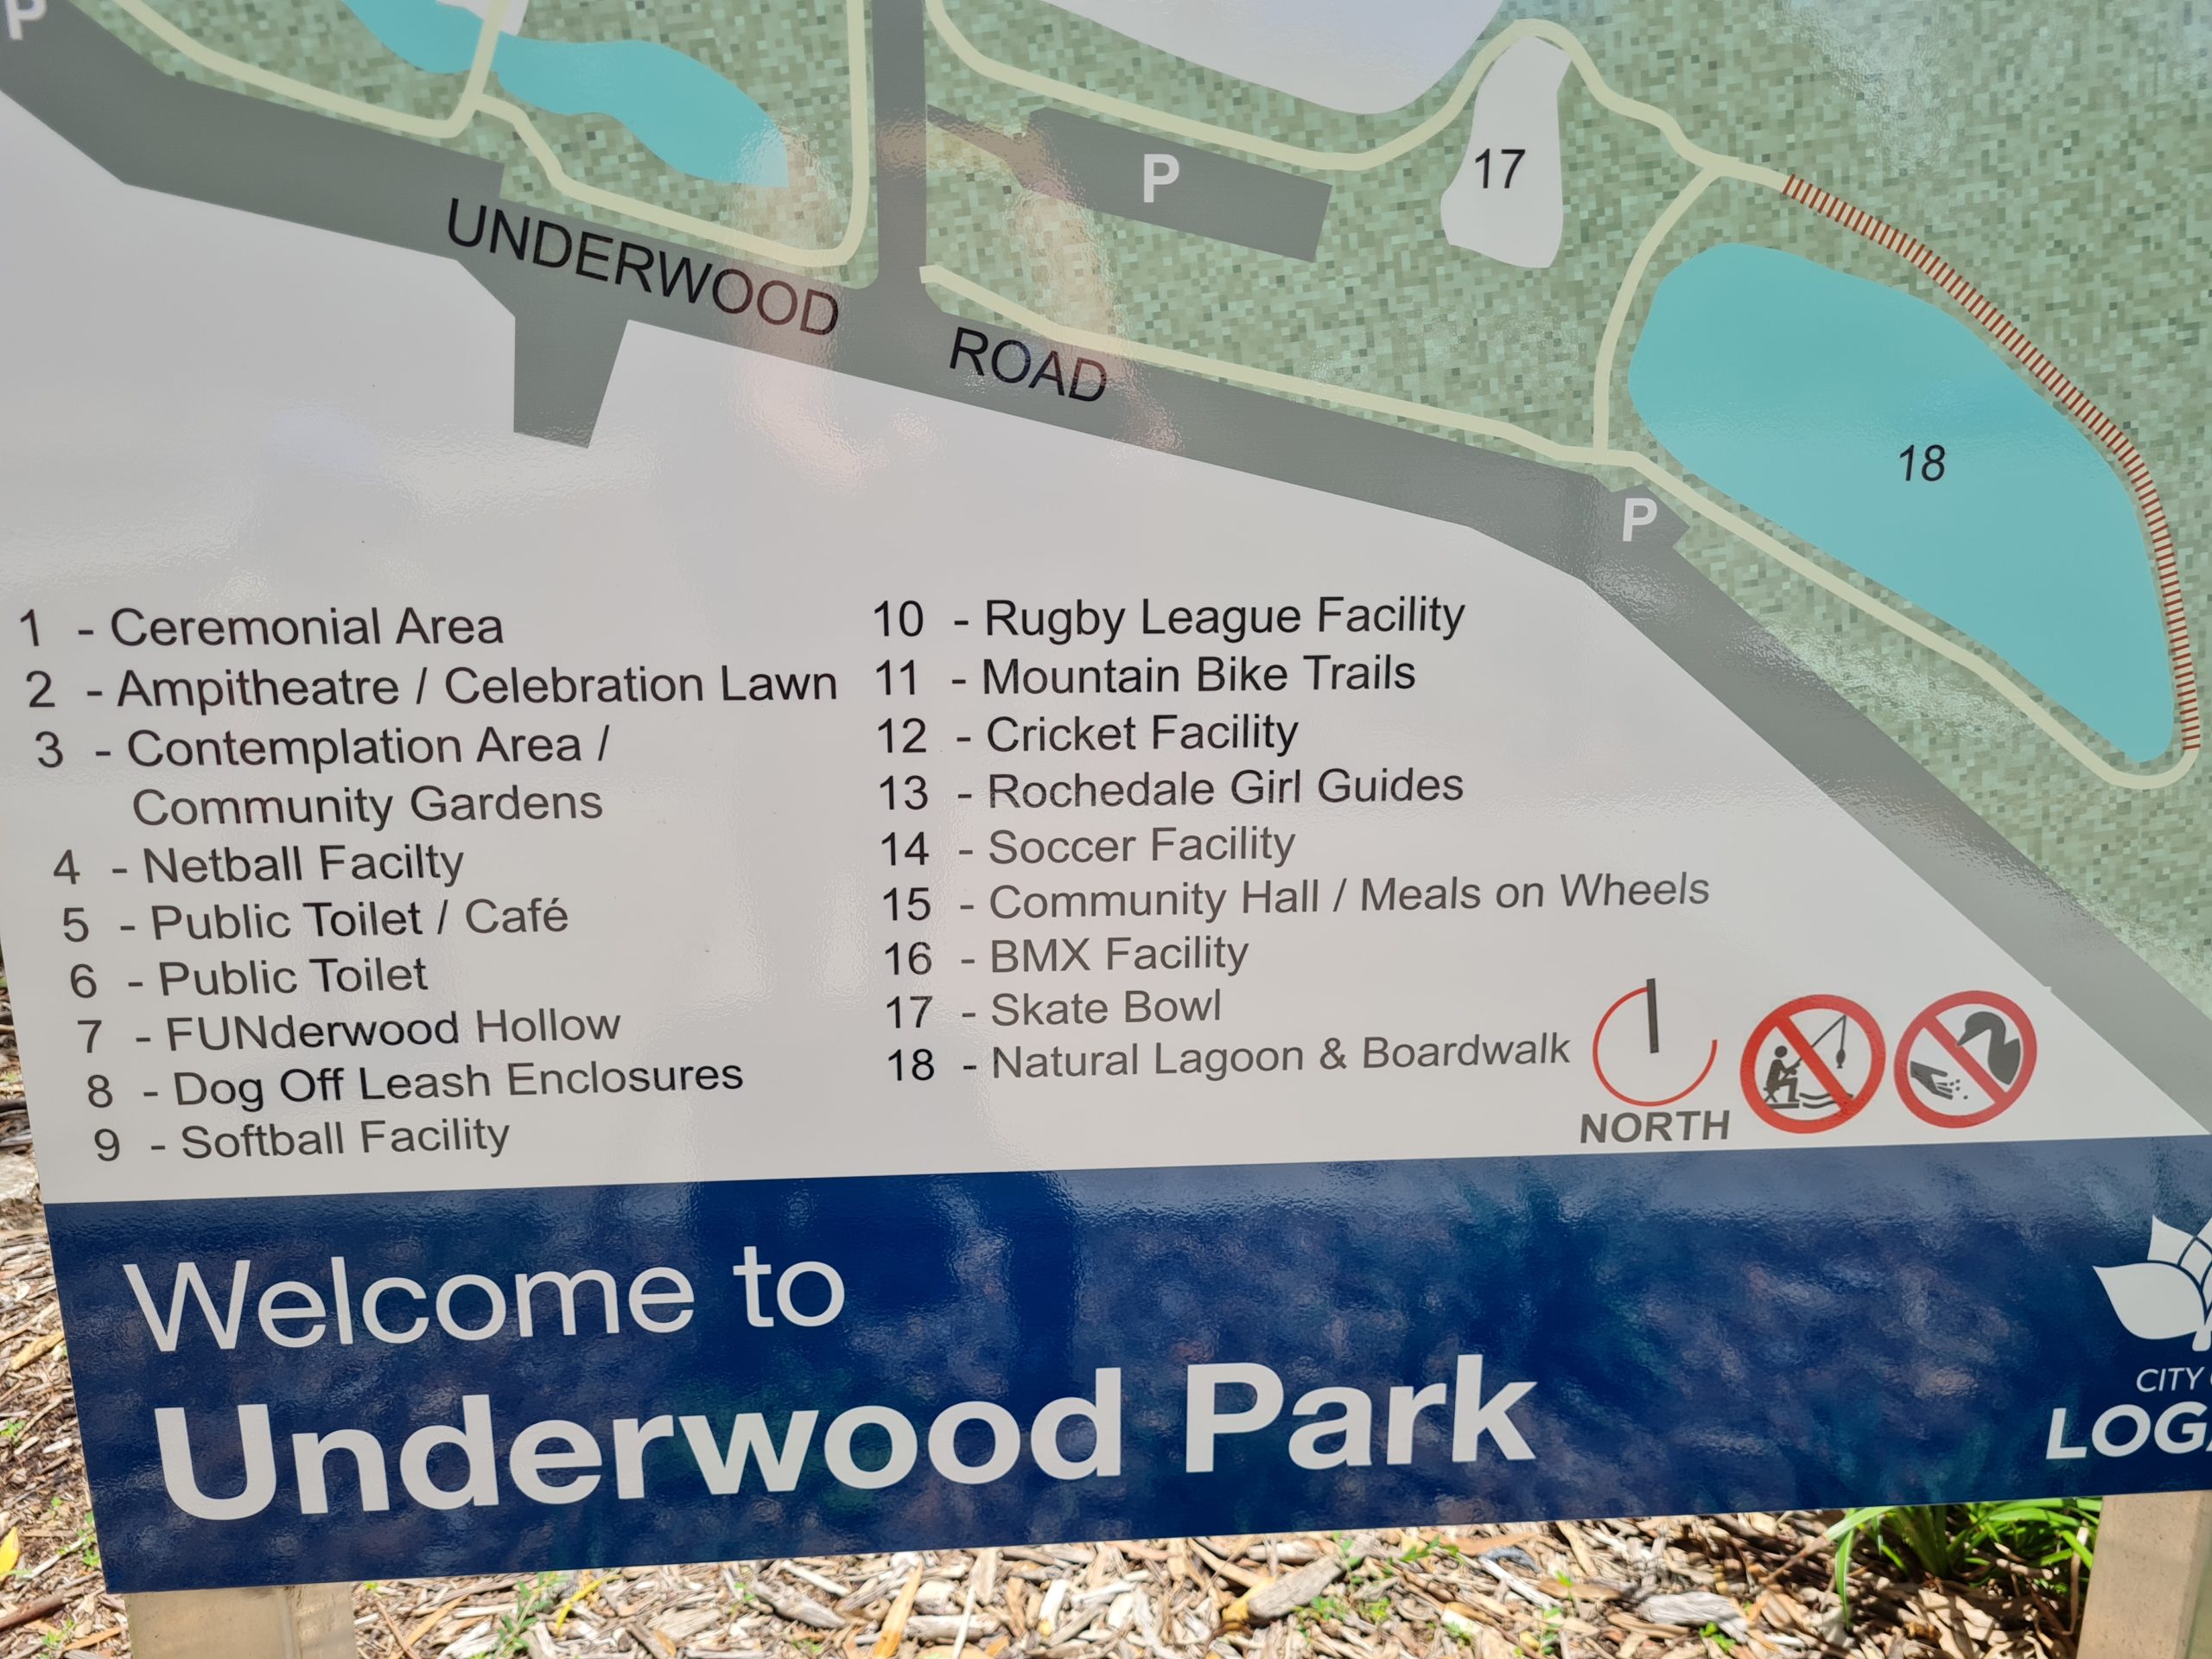 P
P
17
UNDERWOOD ROAD
18
P
1 - Ceremonial Area
2 - Ampitheatre / Celebration Lawn
3 - Contemplation Area /
Community Gardens
4 - Netball Facilty
5 - Public Toilet / Café
6 - Public Toilet
7 - FUNderwood Hollow
8 - Dog Off Leash Enclosures
9 - Softball Facility
10 - Rugby League Facility
11 - Mountain Bike Trails
12 - Cricket Facility
13 - Rochedale Girl Guides
14 - Soccer Facility
15 - Community Hall / Meals on Wheels
16 - BMX Facility
17 - Skate Bowl
18 - Natural Lagoon & Boardwalk
NORTH
Welcome to
Underwood Park
CITY